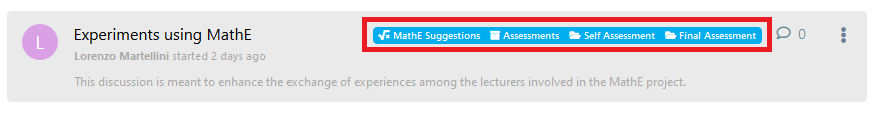 L Experiments using MathE MathE Suggestions Assessments Self Assessment Final Assessment 0
Lorenzo Martellini started 2 days ago
This discussion is meant to enhance the exchange of experiences among the lecturers involved in the MathE project.